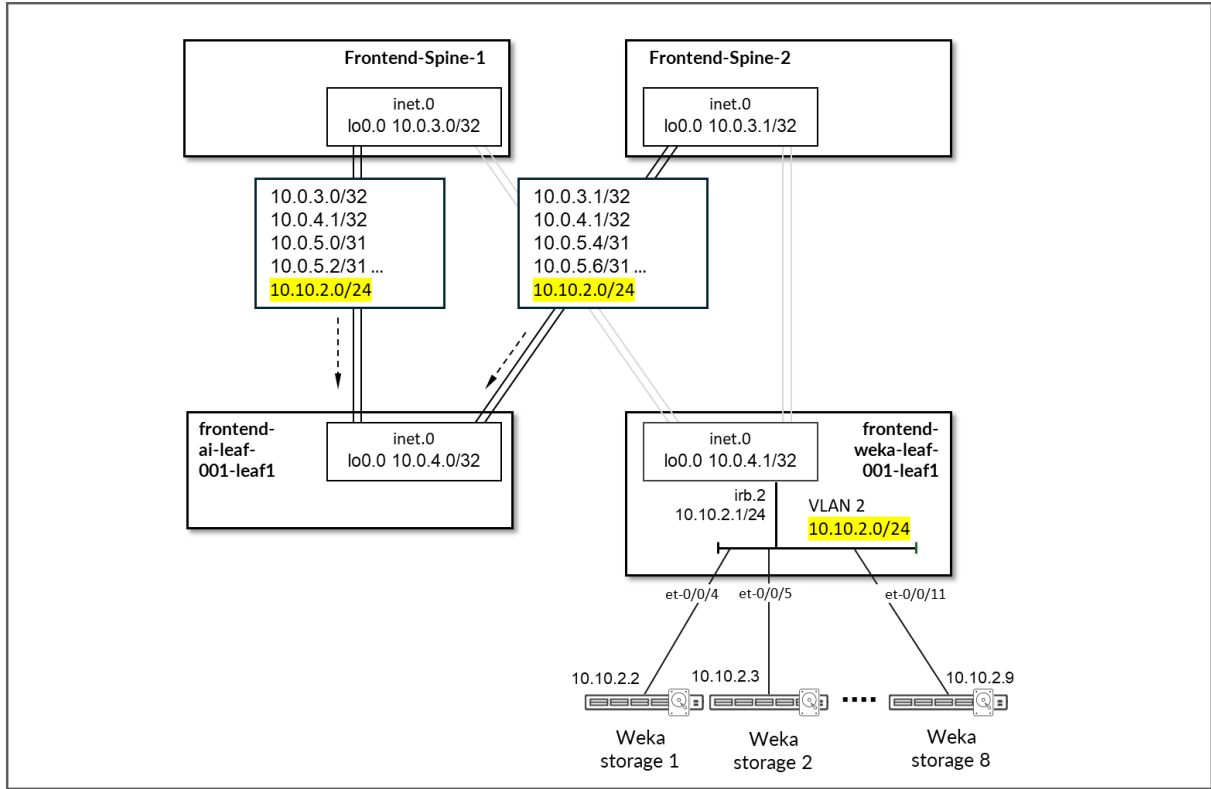 Frontend-Spine-1
inet.0
lo0.0 10.0.3.0/32
Frontend-Spine-2
inet.0
lo0.0 10.0.3.1/32
10.0.3.0/32
10.0.4.1/32
10.0.5.0/31
10.0.5.2/31 ...
10.10.2.0/24
10.0.3.1/32
10.0.4.1/32
10.0.5.4/31
10.0.5.6/31 ...
10.10.2.0/24
frontend-
ai-leaf-
001-leaf1
inet.0
lo0.0 10.0.4.0/32
inet.0
lo0.0 10.0.4.1/32
frontend-
weka-leaf-
001-leaf1
irb.2
10.10.2.1/24
VLAN 2
10.10.2.0/24
et-0/0/4
et-0/0/5
et-0/0/11
10.10.2.2
10.10.2.3
10.10.2.9
....
Weka
storage 1
Weka
storage 2
Weka
storage 8